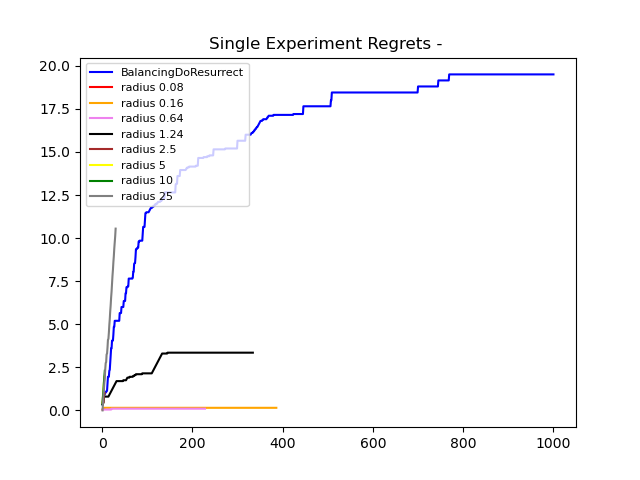 Single Experiment Regrets -
20.0
17.5
15.0
12.5
10.0
7.5
5.0
2.5
0.0
BalancingDoResurrect
radius 0.08
radius 0.16
radius 0.64
radius 1.24
radius 2.5
radius 5
radius 10
radius 25
0 200 400 600 800 1000